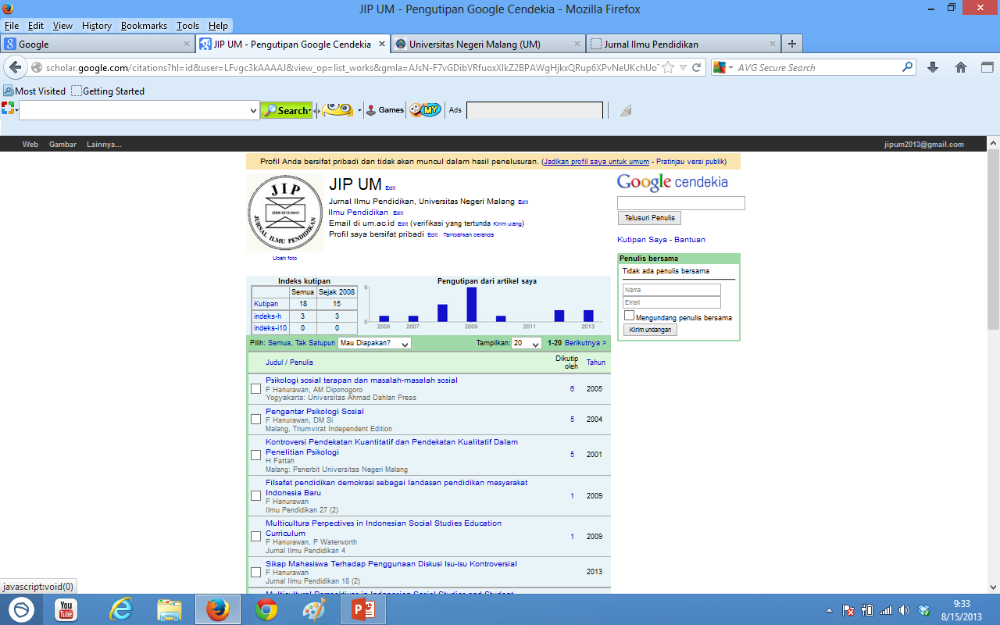 JIP UM - Pengutipan Google Cendekia - Mozilla Firefox
File Edit View History Bookmarks Tools Help
Google
JIP UM - Pengutipan Google Cendekia
Universitas Negeri Malang (UM)
Jurnal Ilmu Pendidikan
scholar.google.com/citations?hl=id&user=LFvgc3kAAAAJ&view_op=list_works&gmla=AJsN-F7vGDibVRfuoxXlkZ2BPAWgHjkxQRup6XPvNeUKchUo
AVG Secure Search
Most Visited Getting Started
Search Games MY Ads
Web Gambar Lainnya... jipum2013@gmail.com
Profil Anda bersifat pribadi dan tidak akan muncul dalam hasil penelusuran. (Jadikan profil saya untuk umum - Pratinjau versi publik)
JIP
ISSN 0215-9643
JURNAL ILMU PENDIDIKAN
Ubah foto
JIP UM Edit
Jurnal Ilmu Pendidikan, Universitas Negeri Malang Edit
Ilmu Pendidikan Edit
Email di um.ac.id Edit (verifikasi yang tertunda Kirim ulang)
Profil saya bersifat pribadi Edit Tambahkan beranda
Google cendekia
Telusuri Penulis
Kutipan Saya - Bantuan
Penulis bersama
Tidak ada penulis bersama
Nama
Email
Mengundang penulis bersama
Kirim undangan
Indeks kutipan
Semua Sejak 2008
Kutipan 18 15
indeks-h 3 3
indeks-i10 0 0
Pengutipan dari artikel saya
6
0
2006 2007 2009 2011 2013
Pilih: Semua, Tak Satupun Mau Diapakan? Tampilkan: 20 1-20 Berikutnya >
Judul / Penulis Dikutip oleh Tahun
Psikologi sosial terapan dan masalah-masalah sosial 6 2005
F Hanurawan, AM Diponogoro
Yogyakarta: Universitas Ahmad Dahlan Press
Pengantar Psikologi Sosial 5 2004
F Hanurawan, DM Si
Malang, Triumvirat Independent Edition
Kontroversi Pendekatan Kuantitatif dan Pendekatan Kualitatif Dalam
Penelitian Psikologi 5 2001
H Fattah
Malang: Penerbit Universitas Negeri Malang
Filsafat pendidikan demokrasi sebagai landasan pendidikan masyarakat
Indonesia Baru 1 2009
F Hanurawan
Ilmu Pendidikan 27 (2)
Multicultura Perpectives in Indonesian Social Studies Education
Curriculum 1 2009
F Hanurawan, P Waterworth
Jurnal Ilmu Pendidikan 4
Sikap Mahasiswa Terhadap Penggunaan Diskusi Isu-isu Kontroversial 2013
F Hanurawan
Jurnal Ilmu Pendidikan 18 (2)
Multicultural Perspektives in Indonesian Social Studies and Student
javascript:void(0)
You Tube
9:33
8/15/2013